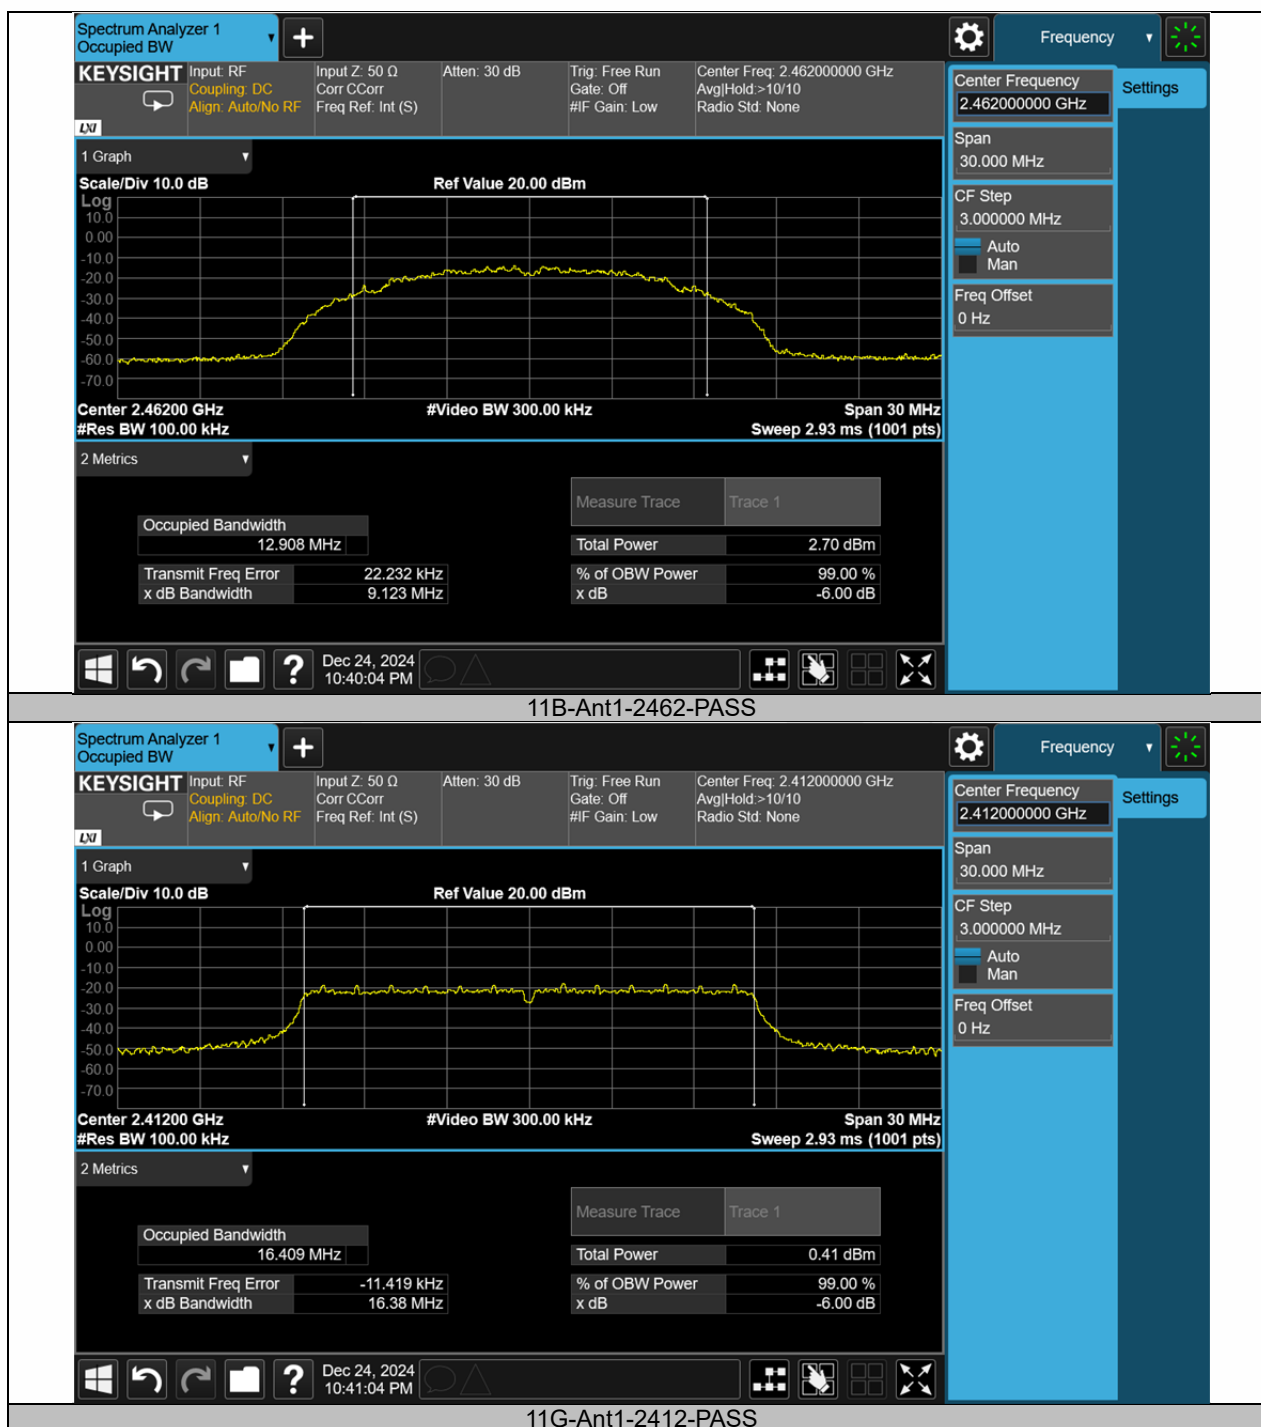 Spectrum Analyzer 1
Occupied BW
Frequency
KEYSIGHT
LXI
Input: RF
Coupling: DC
Align: Auto/No RF
Input Z: 50 Ω
Corr CCorr
Freq Ref: Int (S)
Atten: 30 dB
Trig: Free Run
Gate: Off
#IF Gain: Low
Center Freq: 2.462000000 GHz
Avg|Hold:>10/10
Radio Std: None
Center Frequency
2.462000000 GHz
Settings
Span
30.000 MHz
CF Step
3.000000 MHz
Auto
Man
Freq Offset
0 Hz
1 Graph
Scale/Div 10.0 dB
Ref Value 20.00 dBm
Log
10.0
0.00
-10.0
-20.0
-30.0
-40.0
-50.0
-60.0
-70.0
Center 2.46200 GHz
#Video BW 300.00 kHz
Span 30 MHz
#Res BW 100.00 kHz
Sweep 2.93 ms (1001 pts)
2 Metrics
Measure Trace
Trace 1
Occupied Bandwidth
12.908 MHz
Total Power
2.70 dBm
Transmit Freq Error
22.232 kHz
% of OBW Power
99.00 %
x dB Bandwidth
9.123 MHz
x dB
-6.00 dB
?
Dec 24, 2024
10:40:04 PM
11B-Ant1-2462-PASS
Spectrum Analyzer 1
Occupied BW
Frequency
KEYSIGHT
LXI
Input: RF
Coupling: DC
Align: Auto/No RF
Input Z: 50 Ω
Corr CCorr
Freq Ref: Int (S)
Atten: 30 dB
Trig: Free Run
Gate: Off
#IF Gain: Low
Center Freq: 2.412000000 GHz
Avg|Hold:>10/10
Radio Std: None
Center Frequency
2.412000000 GHz
Settings
Span
30.000 MHz
CF Step
3.000000 MHz
Auto
Man
Freq Offset
0 Hz
1 Graph
Scale/Div 10.0 dB
Ref Value 20.00 dBm
Log
10.0
0.00
-10.0
-20.0
-30.0
-40.0
-50.0
-60.0
-70.0
Center 2.41200 GHz
#Video BW 300.00 kHz
Span 30 MHz
#Res BW 100.00 kHz
Sweep 2.93 ms (1001 pts)
2 Metrics
Measure Trace
Trace 1
Occupied Bandwidth
16.409 MHz
Total Power
0.41 dBm
Transmit Freq Error
-11.419 kHz
% of OBW Power
99.00 %
x dB Bandwidth
16.38 MHz
x dB
-6.00 dB
?
Dec 24, 2024
10:41:04 PM
11G-Ant1-2412-PASS